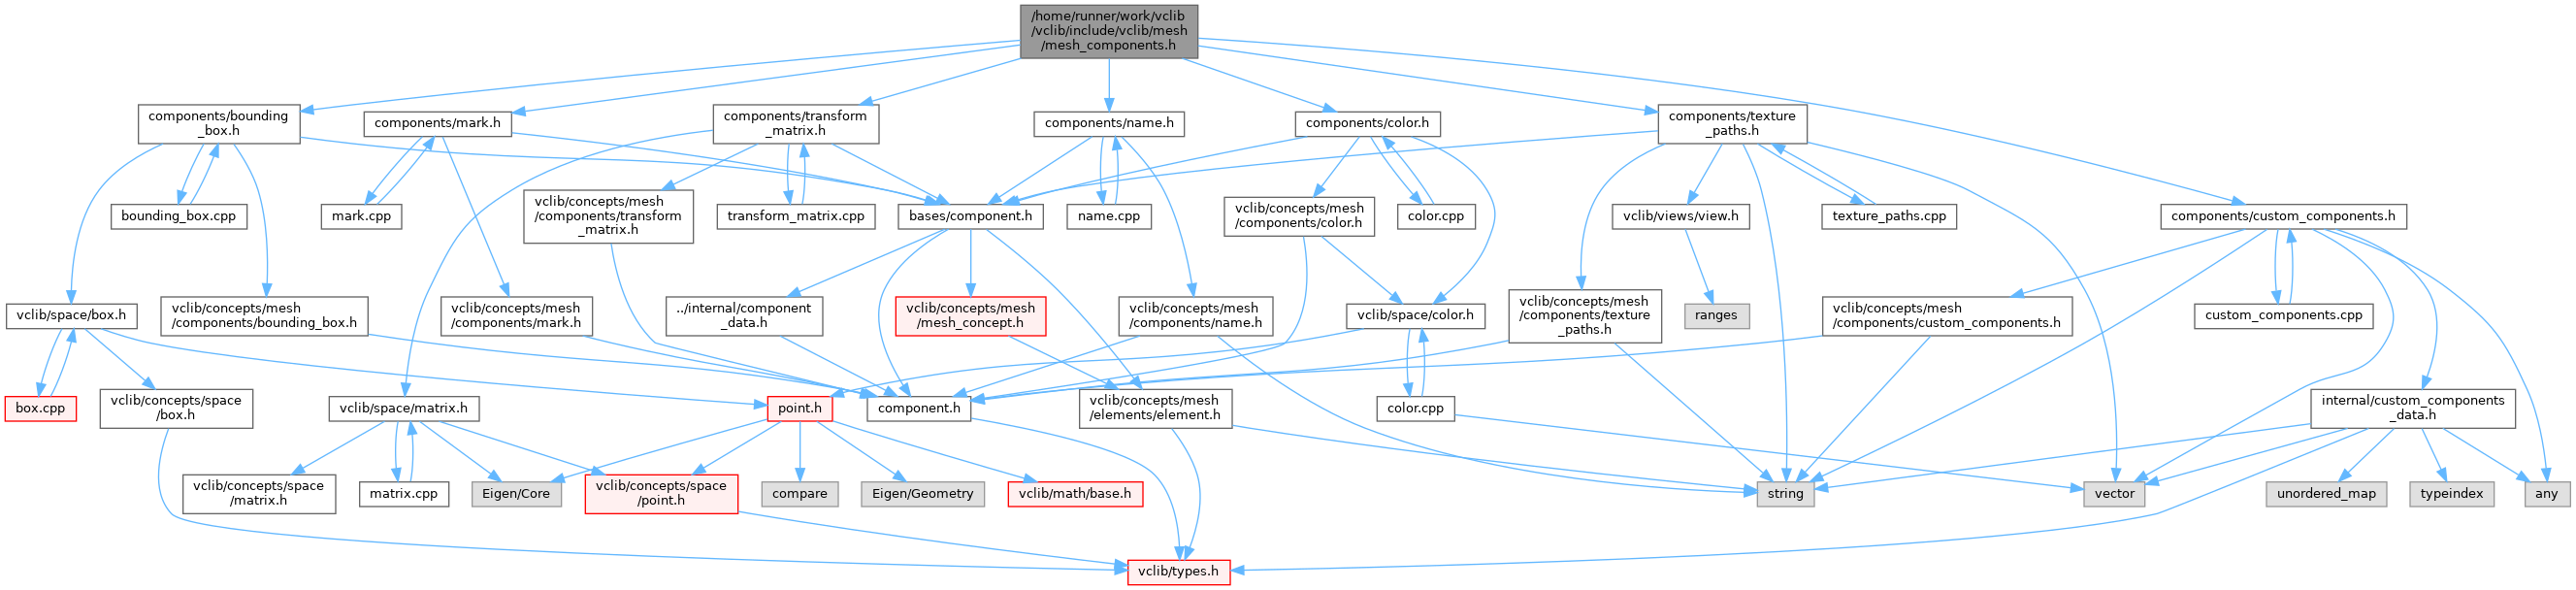 /home/runner/work/vclib
/vclib/include/vclib/mesh
/mesh_components.h
components/bounding
_box.h
components/mark.h
components/transform
_matrix.h
components/name.h
components/color.h
components/texture
_paths.h
bounding_box.cpp
mark.cpp
vclib/concepts/mesh
/components/transform
_matrix.h
transform_matrix.cpp
bases/component.h
name.cpp
vclib/concepts/mesh
/components/color.h
color.cpp
vclib/views/view.h
texture_paths.cpp
components/custom_components.h
vclib/space/box.h
vclib/concepts/mesh
/components/bounding_box.h
vclib/concepts/mesh
/components/mark.h
../internal/component
_data.h
vclib/concepts/mesh
/mesh_concept.h
vclib/concepts/mesh
/components/name.h
vclib/space/color.h
vclib/concepts/mesh
/components/texture
_paths.h
ranges
vclib/concepts/mesh
/components/custom_components.h
custom_components.cpp
box.cpp
vclib/concepts/space
/box.h
vclib/space/matrix.h
point.h
component.h
vclib/concepts/mesh
/elements/element.h
color.cpp
internal/custom_components
_data.h
vclib/concepts/space
/matrix.h
matrix.cpp
Eigen/Core
vclib/concepts/space
/point.h
compare
Eigen/Geometry
vclib/math/base.h
string
vector
unordered_map
typeindex
any
vclib/types.h